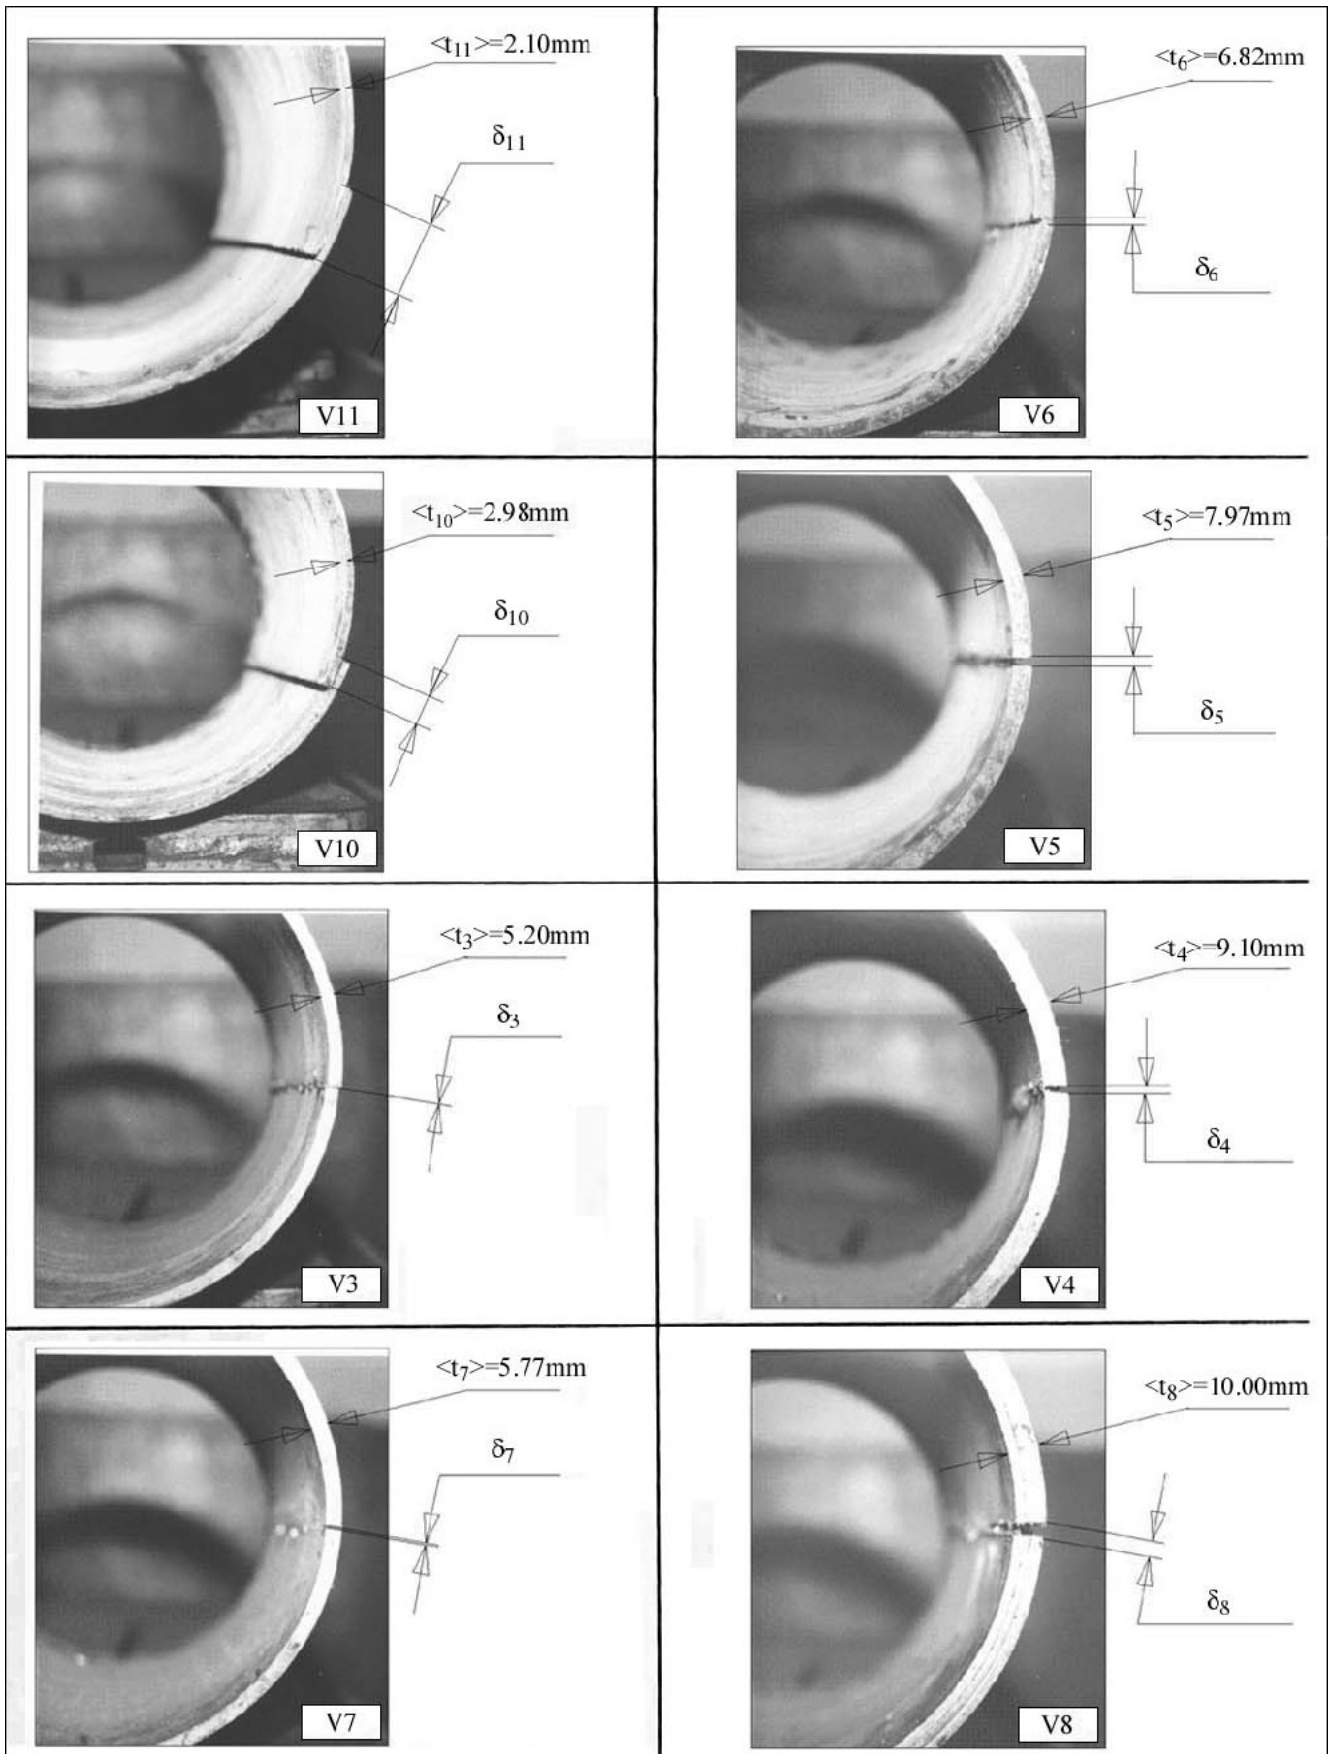 <t11>=2.10mm
δ11
V11
<t6>=6.82mm
δ6
V6
<t10>=2.98mm
δ10
V10
<t5>=7.97mm
δ5
V5
<t3>=5.20mm
δ3
V3
<t4>=9.10mm
δ4
V4
<t7>=5.77mm
δ7
V7
<t8>=10.00mm
δ8
V8